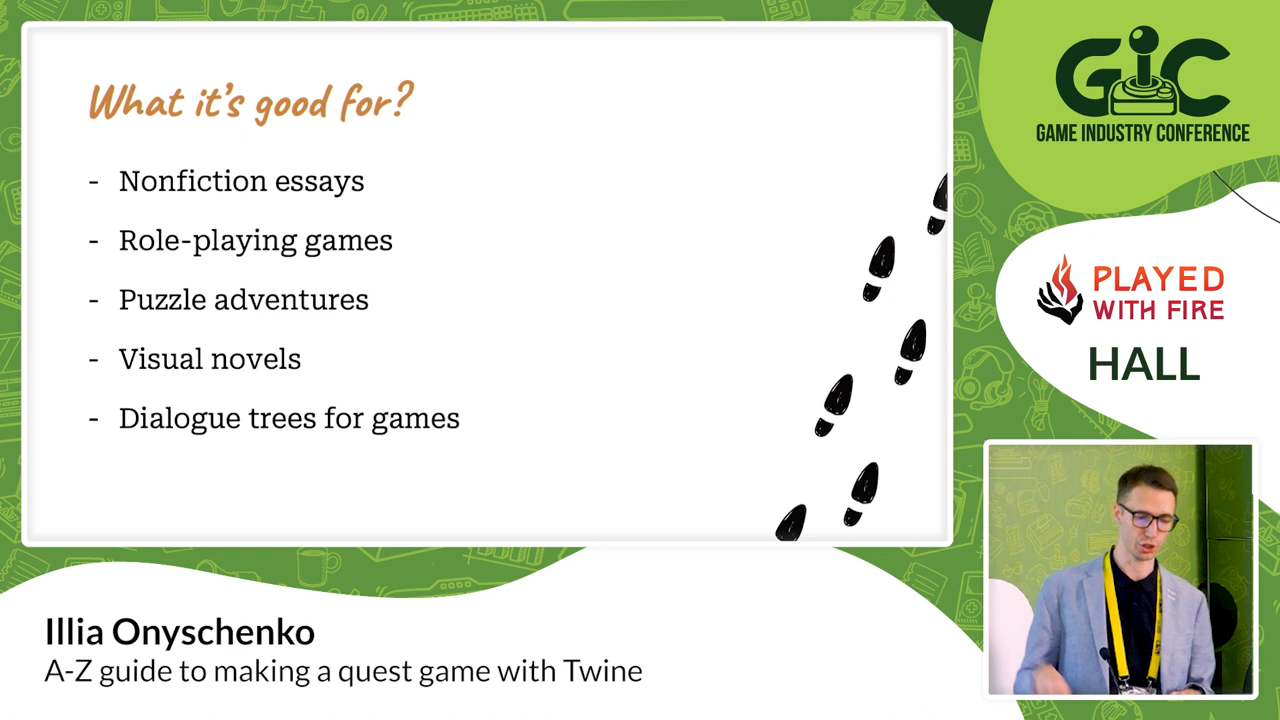 What it's good for?
- Nonfiction essays
- Role-playing games
- Puzzle adventures
- Visual novels
- Dialogue trees for games
GIC
GAME INDUSTRY CONFERENCE
PLAYED
WITH FIRE
HALL
Illia Onyschenko
A-Z guide to making a quest game with Twine